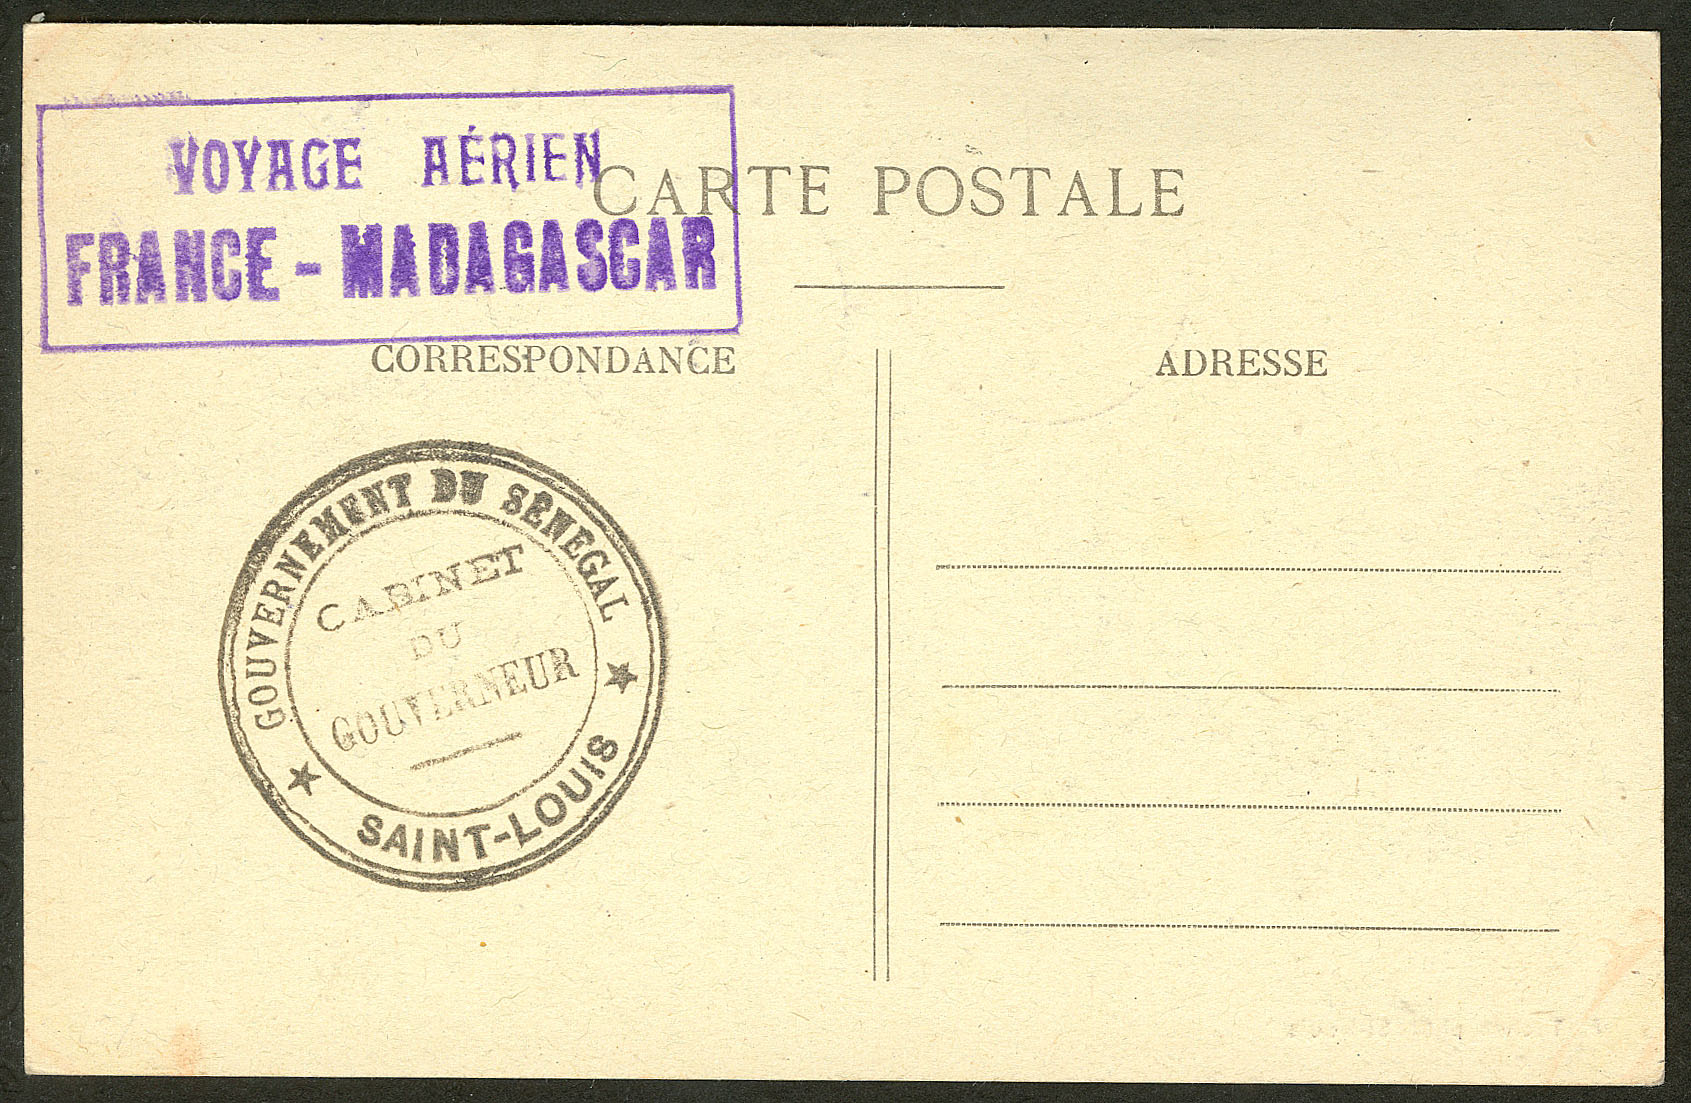 VOYAGE AÉRIEN
FRANCE - MADAGASCAR
CARTE POSTALE
CORRESPONDANCE
ADRESSE
GOUVERNEMENT DU SÉNÉGAL
CABINET
DU
GOUVERNEUR
SAINT-LOUIS